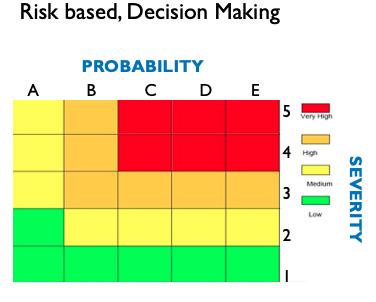 Risk based, Decision Making
PROBABILITY
A B C D E
5
Very High
4
High
Medium
3
Low
2
1
SEVERITY